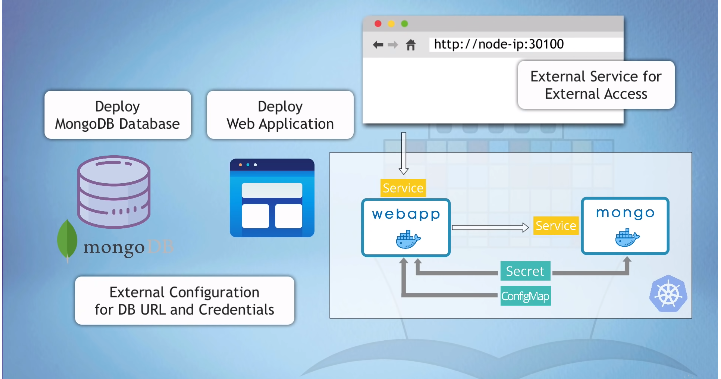 http://node-ip:30100
External Service for
External Access
Deploy
MongoDB Database
Deploy
Web Application
mongoDB
External Configuration
for DB URL and Credentials
Service
webapp
Service
mongo
Secret
ConfigMap